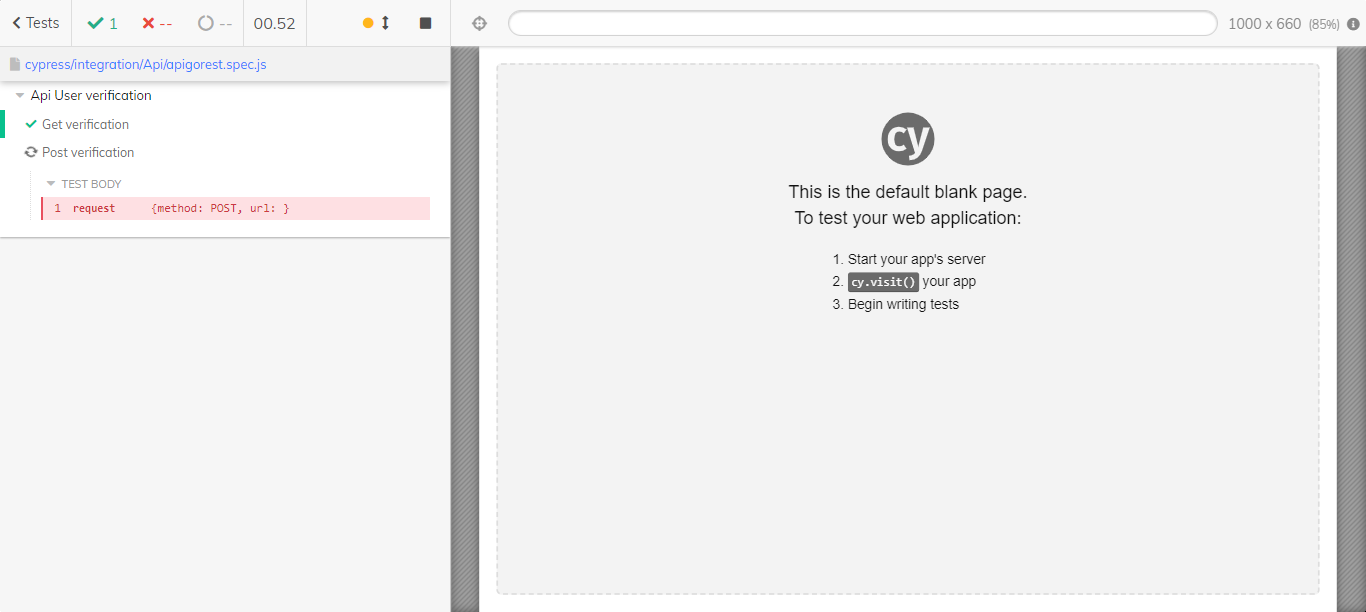 Tests 1 -- -- 00.52 1000 x 660 (85%)
cypress/integration/Api/apigorest.spec.js
Api User verification
Get verification
Post verification
TEST BODY
1 request {method: POST, url: }
cy
This is the default blank page.
To test your web application:
1. Start your app's server
2. cy.visit() your app
3. Begin writing tests